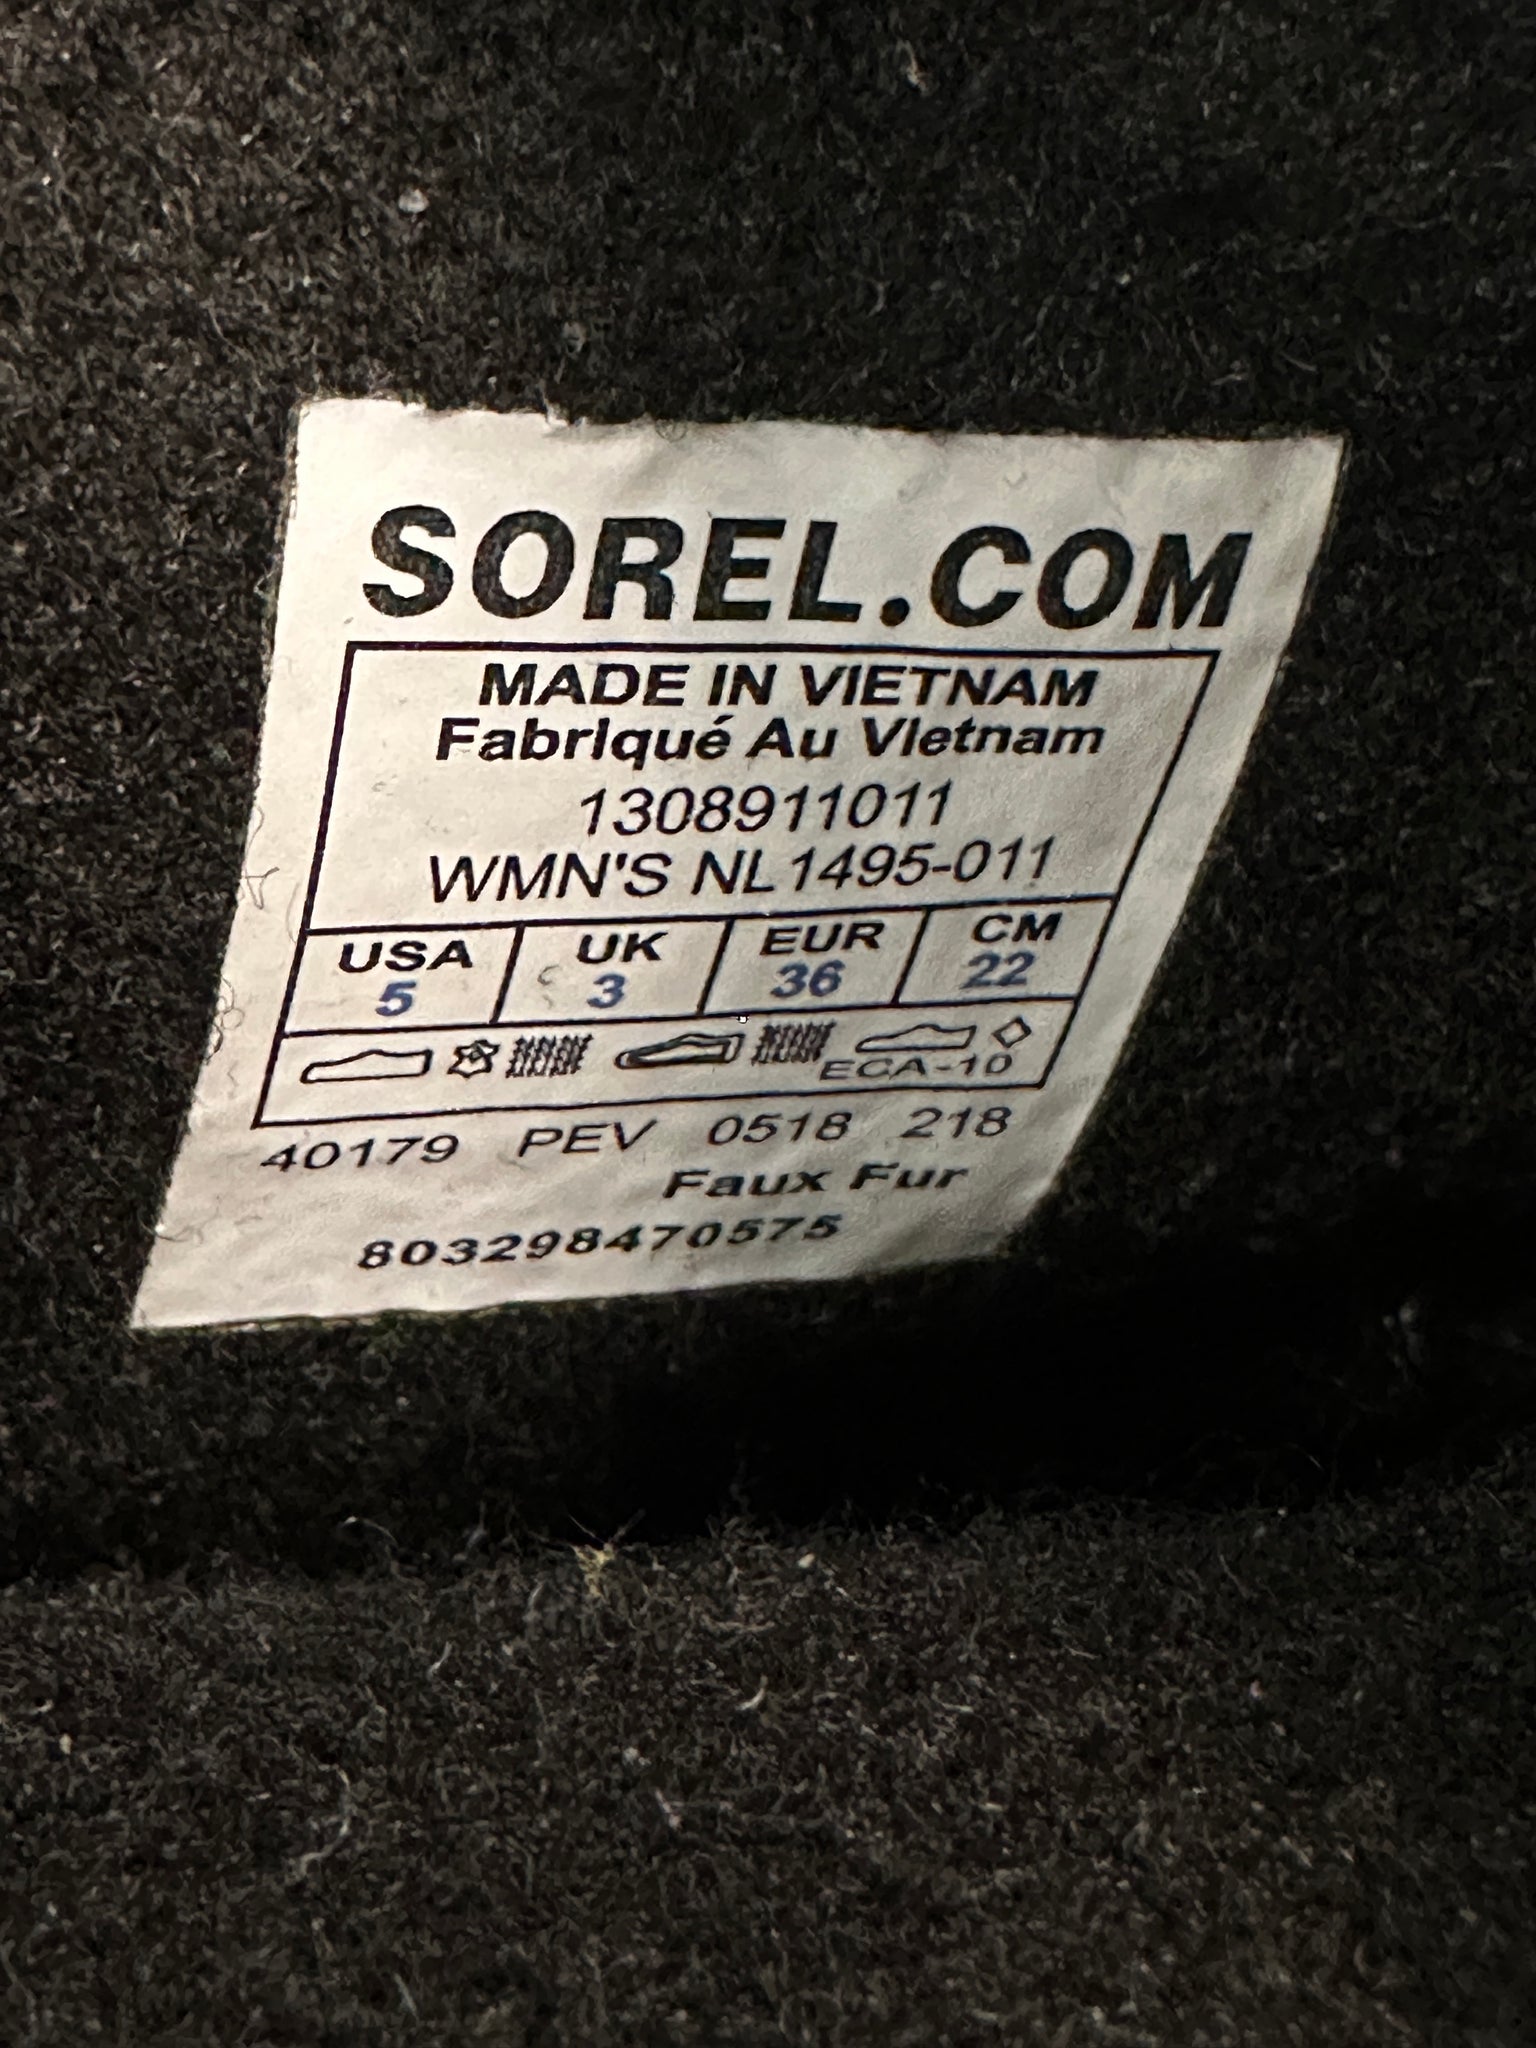 SOREL.COM
MADE IN VIETNAM
Fabriqué Au Vietnam
1308911011
WMN'S NL1495-011
USA UK EUR CM
5 3 36 22
ECA-10
40179 PEV 0518 218
Faux Fur
803298470575